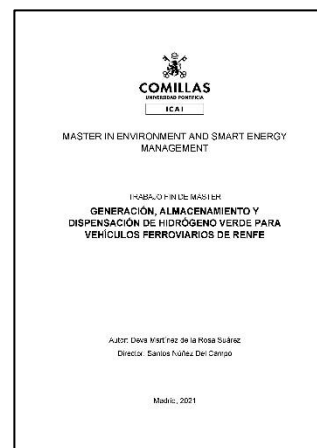 COMILLAS
UNIVERSIDAD PONTIFICIA
ICAI
MASTER IN ENVIRONMENT AND SMART ENERGY
MANAGEMENT
TRABAJO FIN DE MÁSTER
GENERACIÓN, ALMACENAMIENTO Y
DISPENSACIÓN DE HIDRÓGENO VERDE PARA
VEHÍCULOS FERROVIARIOS DE RENFE
Autor: Deva Martínez de la Rosa Suárez
Director: Santos Núñez Del Campo
Madrid, 2021